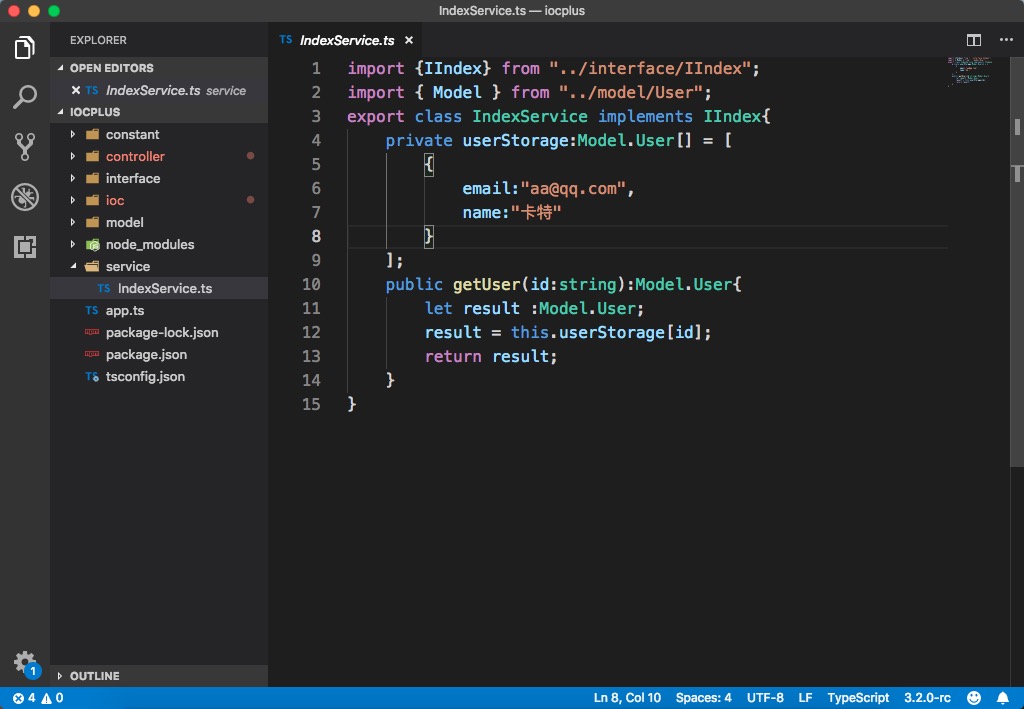 IndexService.ts — iocplus
EXPLORER
OPEN EDITORS
TS IndexService.ts service
IOCPLUS
constant
controller
interface
ioc
model
node_modules
service
TS IndexService.ts
TS app.ts
package-lock.json
package.json
TS tsconfig.json
OUTLINE
1
TS IndexService.ts
1 import {IIndex} from "../interface/IIndex";
2 import { Model } from "../model/User";
3 export class IndexService implements IIndex{
4 private userStorage:Model.User[] = [
5 {
6 email:"aa@qq.com",
7 name:"卡特"
8 }
9 ];
10 public getUser(id:string):Model.User{
11 let result :Model.User;
12 result = this.userStorage[id];
13 return result;
14 }
15 }
4 0 Ln 8, Col 10 Spaces: 4 UTF-8 LF TypeScript 3.2.0-rc